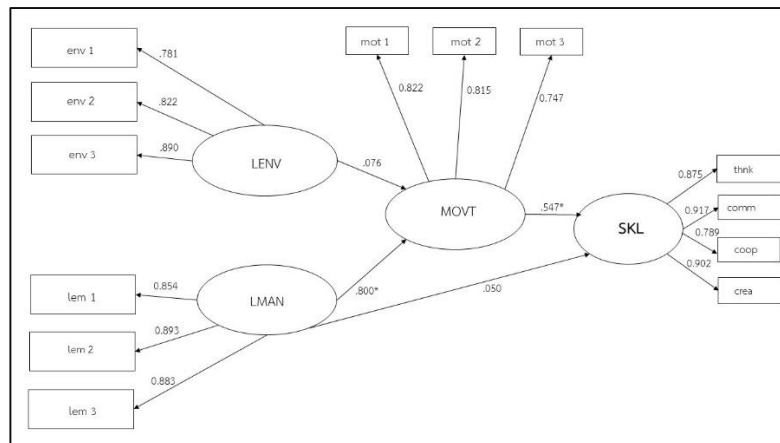 env 1
env 2
env 3
.781
.822
.890
LENV
.076
mot 1
mot 2
mot 3
0.822
0.815
0.747
MOVT
.547*
SKL
0.875
0.917
0.789
0.902
thnk
comm
coop
crea
lem 1
lem 2
lem 3
0.854
0.893
0.883
LMAN
.800*
.050